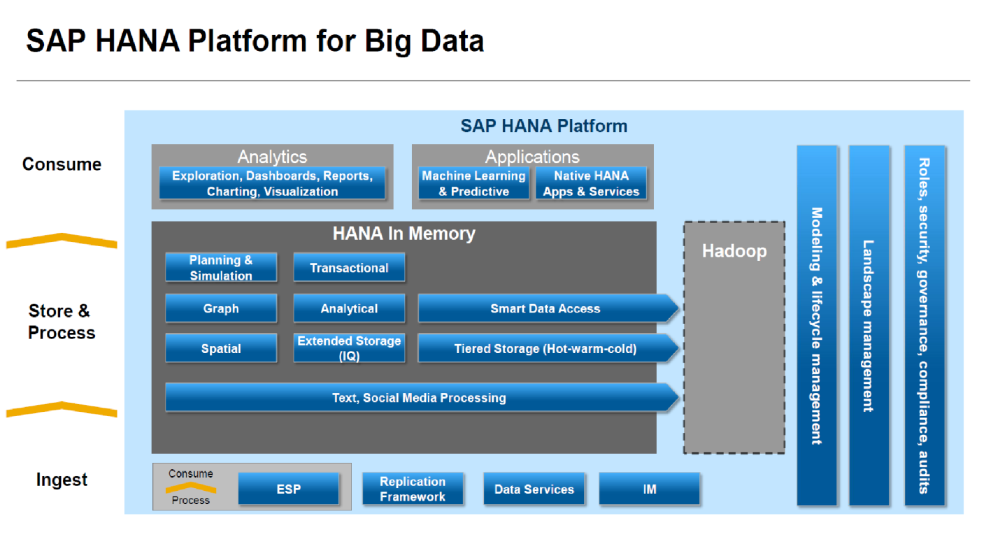 SAP HANA Platform for Big Data
SAP HANA Platform
Consume
Analytics
Exploration, Dashboards, Reports,
Charting, Visualization
Applications
Machine Learning
& Predictive
Native HANA
Apps & Services
Store &
Process
HANA In Memory
Planning &
Simulation
Transactional
Graph
Analytical
Smart Data Access
Spatial
Extended Storage
(IQ)
Tiered Storage (Hot-warm-cold)
Text, Social Media Processing
Hadoop
Ingest
Consume
Process
ESP
Replication
Framework
Data Services
IM
Modeling & lifecycle management
Landscape management
Roles, security, governance, compliance, audits